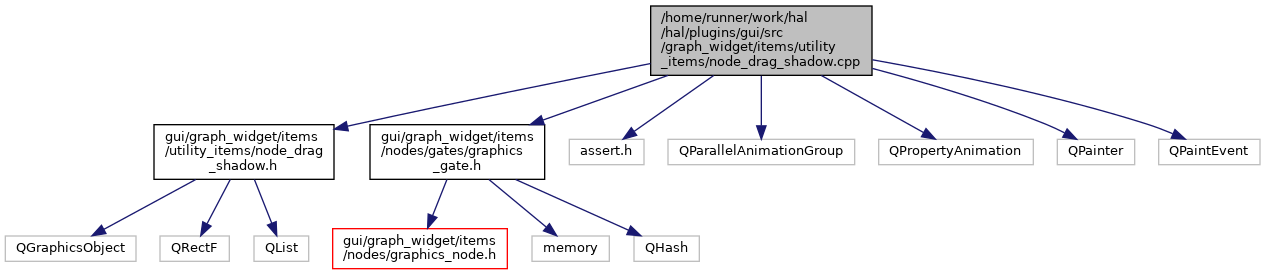 /home/runner/work/hal
/hal/plugins/gui/src
/graph_widget/items/utility
_items/node_drag_shadow.cpp
gui/graph_widget/items
/utility_items/node_drag
_shadow.h
gui/graph_widget/items
/nodes/gates/graphics
_gate.h
assert.h
QParallelAnimationGroup
QPropertyAnimation
QPainter
QPaintEvent
QGraphicsObject
QRectF
QList
gui/graph_widget/items
/nodes/graphics_node.h
memory
QHash